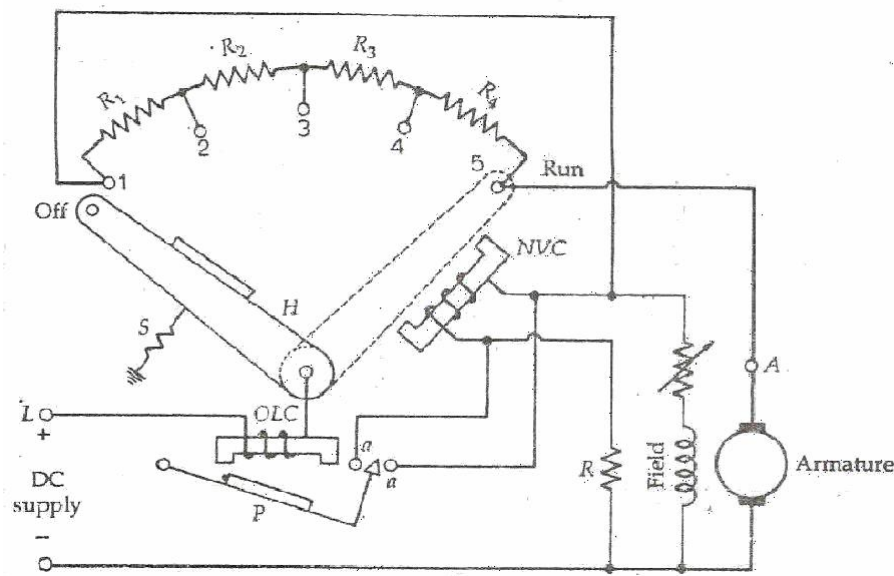 R₂
R₃
R₁
R₄
2
3
4
5
1
Run
Off
NVC
H
S
A
L
OLC
+
a
a
DC
supply
P
R
Field
Armature
−